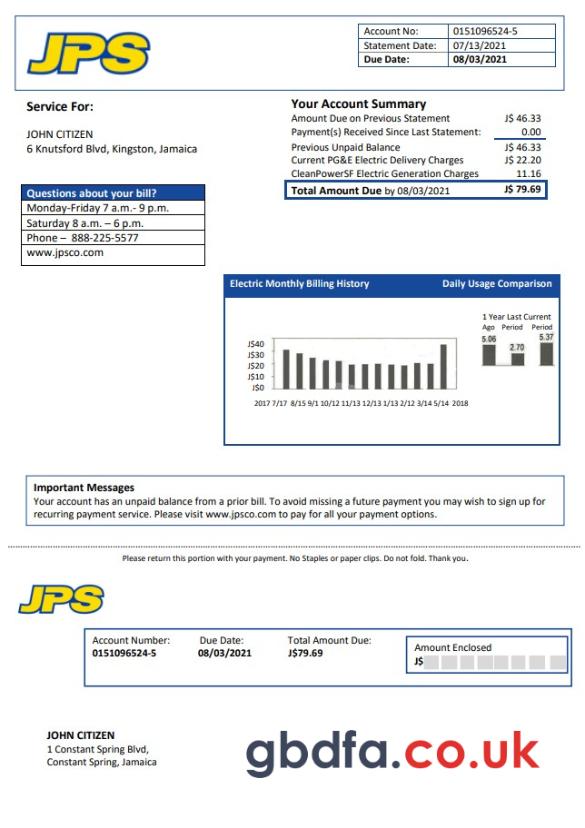 JPS
Account No: 0151096524-5
Statement Date: 07/13/2021
Due Date: 08/03/2021
Service For:
JOHN CITIZEN
6 Knutsford Blvd, Kingston, Jamaica
Your Account Summary
Amount Due on Previous Statement J$ 46.33
Payment(s) Received Since Last Statement: 0.00
Previous Unpaid Balance J$ 46.33
Current PG&E Electric Delivery Charges J$ 22.20
CleanPowerSF Electric Generation Charges 11.16
Total Amount Due by 08/03/2021 J$ 79.69
Questions about your bill?
Monday-Friday 7 a.m.- 9 p.m.
Saturday 8 a.m. – 6 p.m.
Phone – 888-225-5577
www.jpsco.com
Electric Monthly Billing History Daily Usage Comparison
1 Year Last Current
Ago Period Period
5.06 2.70 5.37
J$40
J$30
J$20
J$10
J$0
2017 7/17 8/15 9/1 10/12 11/13 12/13 1/13 2/12 3/14 5/14 2018
Important Messages
Your account has an unpaid balance from a prior bill. To avoid missing a future payment you may wish to sign up for
recurring payment service. Please visit www.jpsco.com to pay for all your payment options.
Please return this portion with your payment. No Staples or paper clips. Do not fold. Thank you.
JPS
Account Number: Due Date: Total Amount Due:
0151096524-5 08/03/2021 J$79.69
Amount Enclosed
J$
JOHN CITIZEN
1 Constant Spring Blvd,
Constant Spring, Jamaica
gbdfa.co.uk